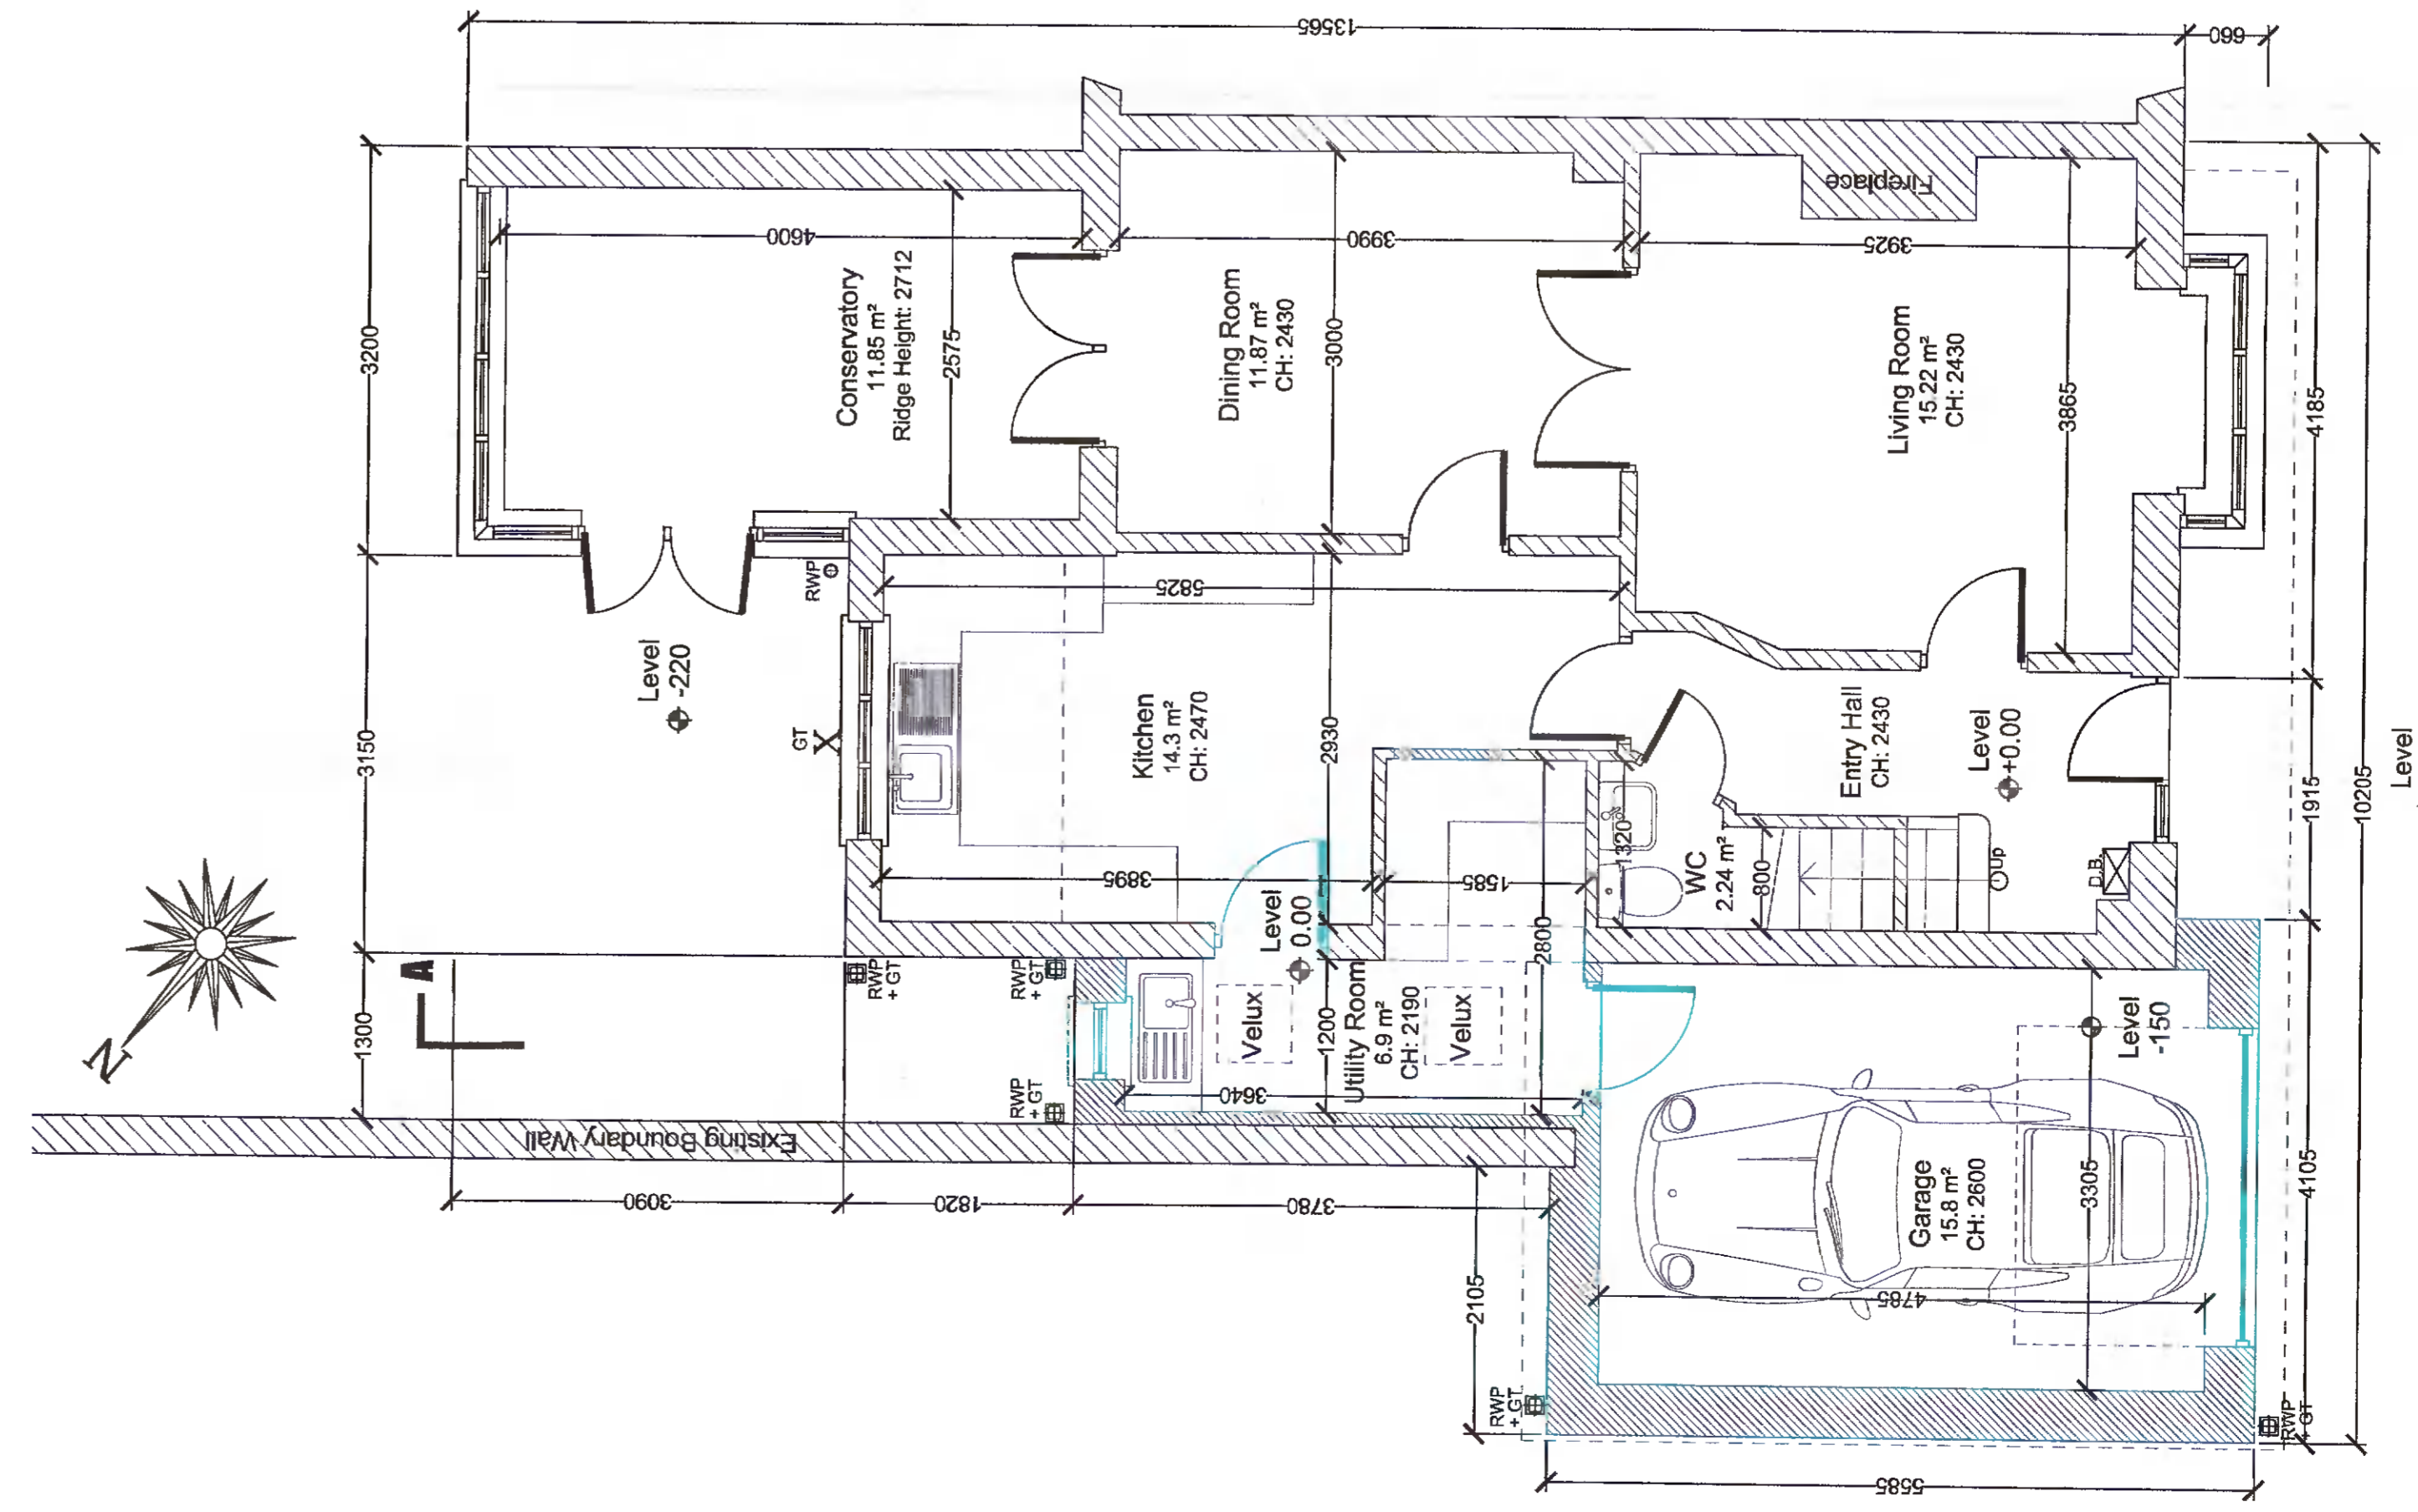 13565
660
3200
4600
Conservatory
11.85 m²
Ridge Height: 2712
2575
3990
Dining Room
11.87 m²
CH: 2430
3000
Fireplace
3925
Living Room
15.22 m²
CH: 2430
3865
4185
10205
RWP
Level
-220
GT
3150
5825
Kitchen
14.3 m²
CH: 2470
2930
3895
1585
1320
WC
2.24 m²
800
Entry Hall
CH: 2430
Level
+0.00
Up
D.B.
1915
Level
N
A
1300
RWP
+ GT
RWP
+ GT
RWP
+ GT
Velux
Level
0.00
1200
Utility Room
6.9 m²
CH: 2190
Velux
2800
3640
Existing Boundary Wall
3090
1820
3780
2105
Level
-150
Garage
15.8 m²
CH: 2600
3305
4785
4105
RWP
+ GT
RWP
+ GT
5585